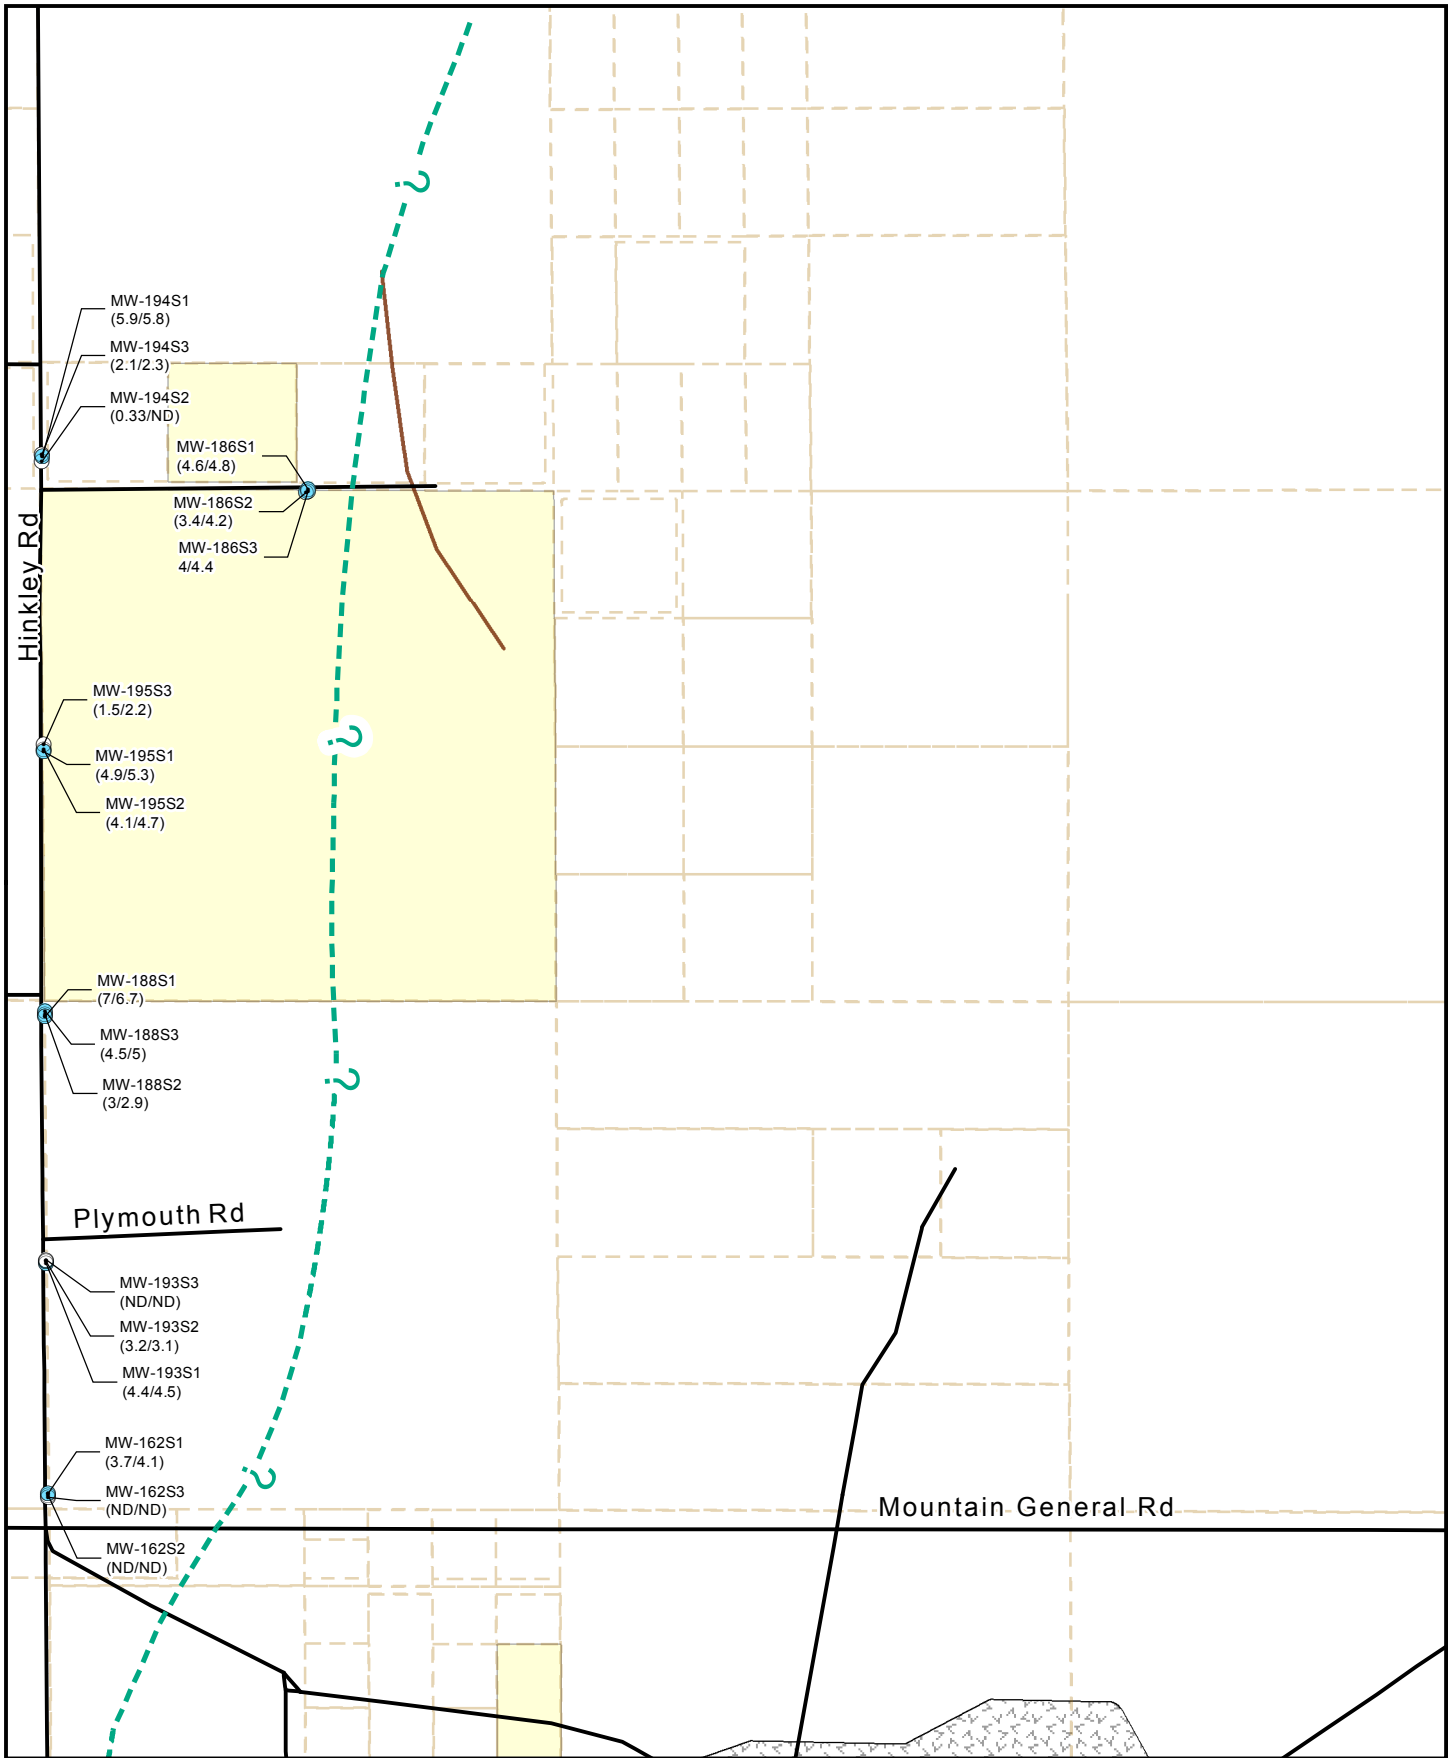 ?
MW-194S1
(5.9/5.8)
MW-194S3
(2.1/2.3)
MW-194S2
(0.33/ND)
MW-186S1
(4.6/4.8)
MW-186S2
(3.4/4.2)
MW-186S3
4/4.4
Hinkley Rd
MW-195S3
(1.5/2.2)
?
MW-195S1
(4.9/5.3)
MW-195S2
(4.1/4.7)
MW-188S1
(7/6.7)
MW-188S3
(4.5/5)
?
MW-188S2
(3/2.9)
Plymouth Rd
MW-193S3
(ND/ND)
MW-193S2
(3.2/3.1)
MW-193S1
(4.4/4.5)
MW-162S1
(3.7/4.1)
?
MW-162S3
(ND/ND)
Mountain General Rd
MW-162S2
(ND/ND)